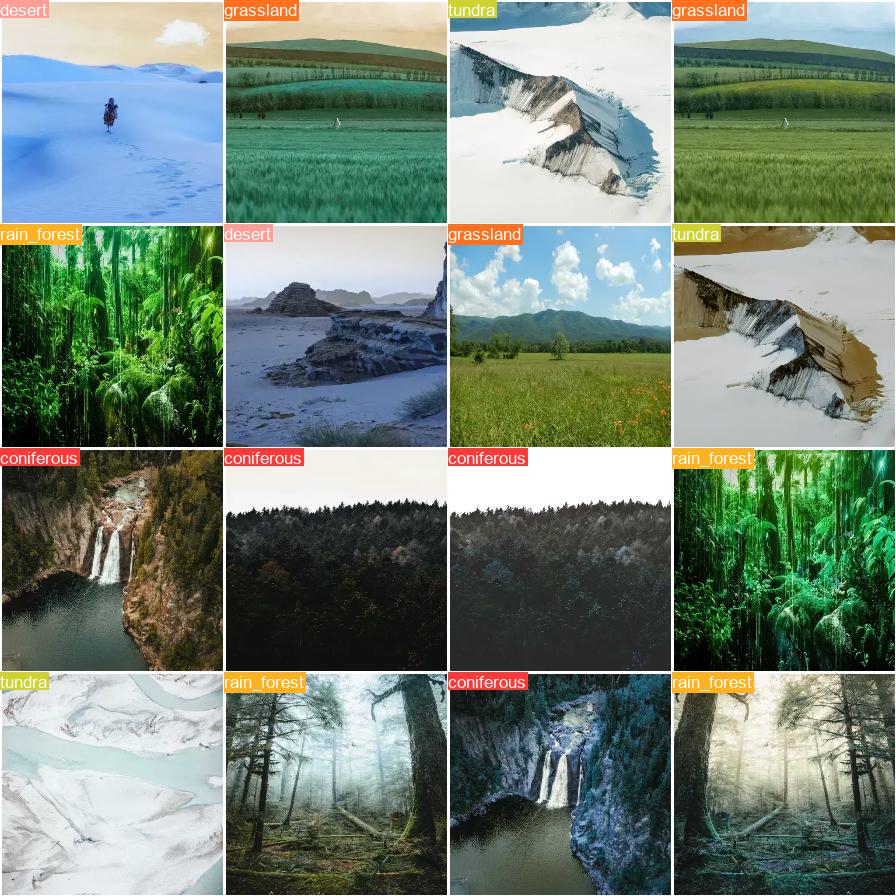 desert
grassland
tundra
grassland
rain_forest
desert
grassland
tundra
coniferous
coniferous
coniferous
rain_forest
tundra
rain_forest
coniferous
rain_forest